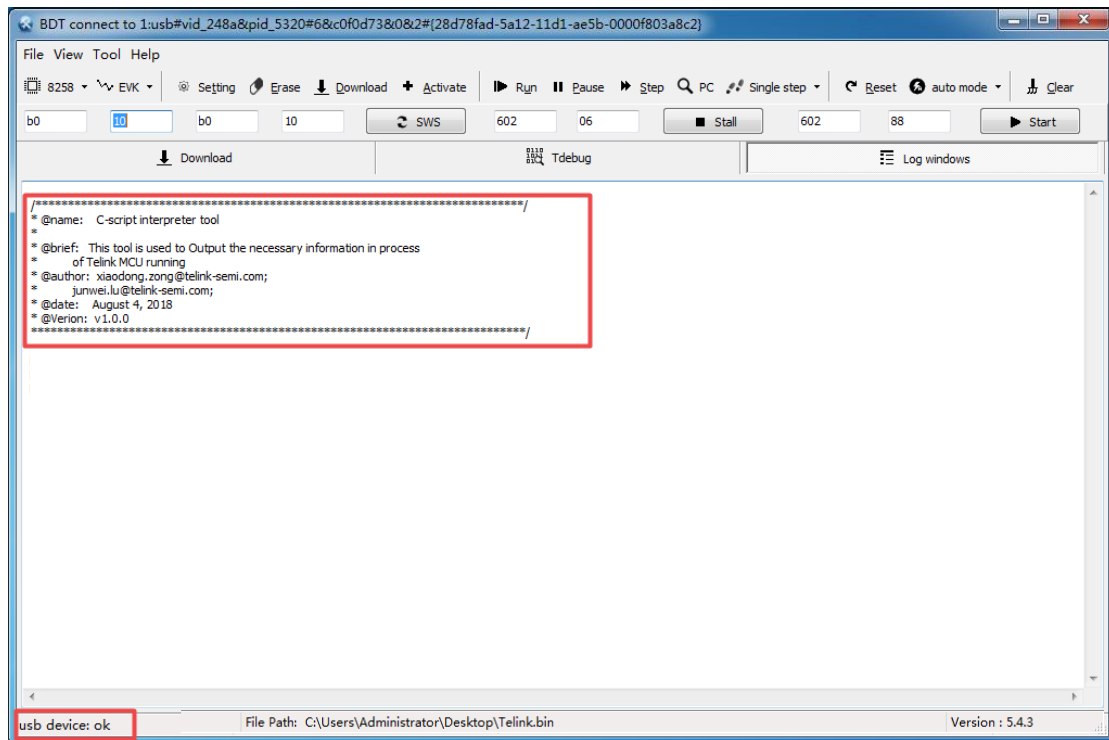 BDT connect to 1:usb#vid_248a&pid_5320#6&c0f0d73&0&2#{28d78fad-5a12-11d1-ae5b-0000f803a8c2}
File View Tool Help
8258 EVK Setting Erase Download Activate Run Pause Step PC Single step Reset auto mode Clear
b0 10 b0 10 SWS 602 06 Stall 602 88 Start
Download Tdebug Log windows
/***************************************************************************/
* @name: C-script interpreter tool
*
* @brief: This tool is used to Output the necessary information in process
* of Telink MCU running
* @author: xiaodong.zong@telink-semi.com;
* junwei.lu@telink-semi.com;
* @date: August 4, 2018
* @Verion: v1.0.0
****************************************************************************/
usb device: ok File Path: C:\Users\Administrator\Desktop\Telink.bin Version : 5.4.3